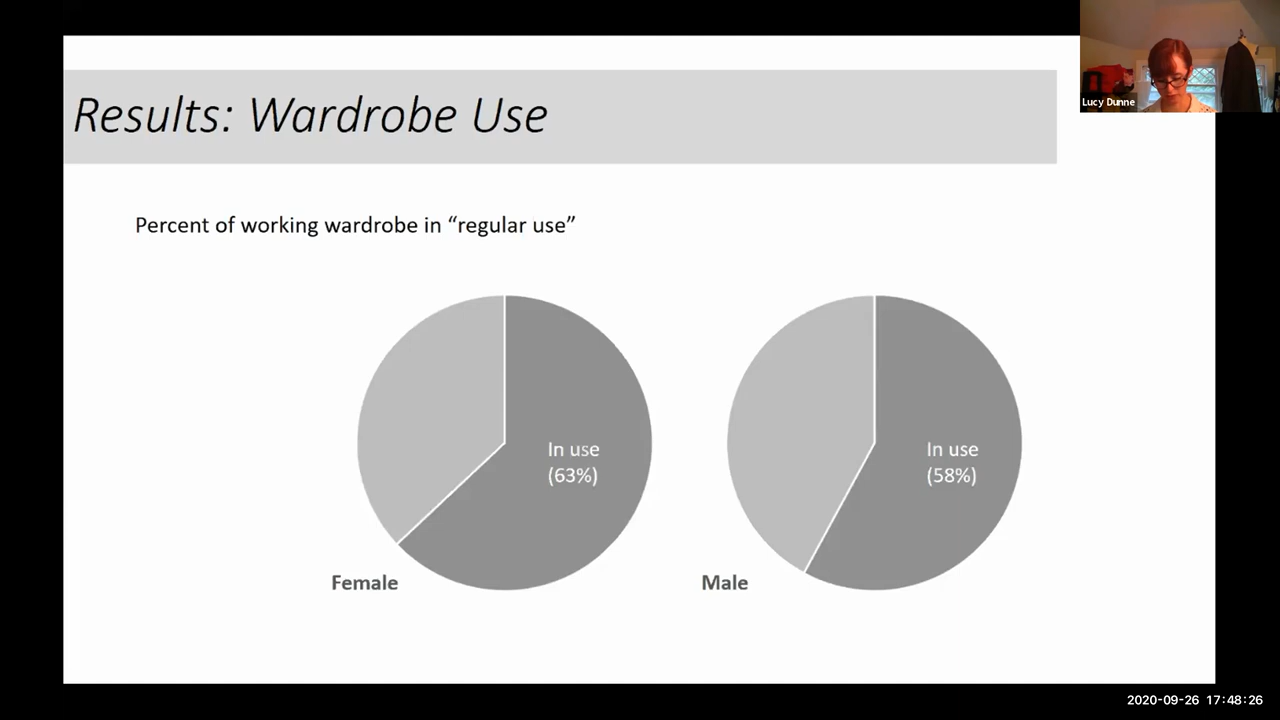 Results: Wardrobe Use
Lucy Dunne
Percent of working wardrobe in “regular use”
In use
(63%)
Female
In use
(58%)
Male
2020-09-26 17:48:26